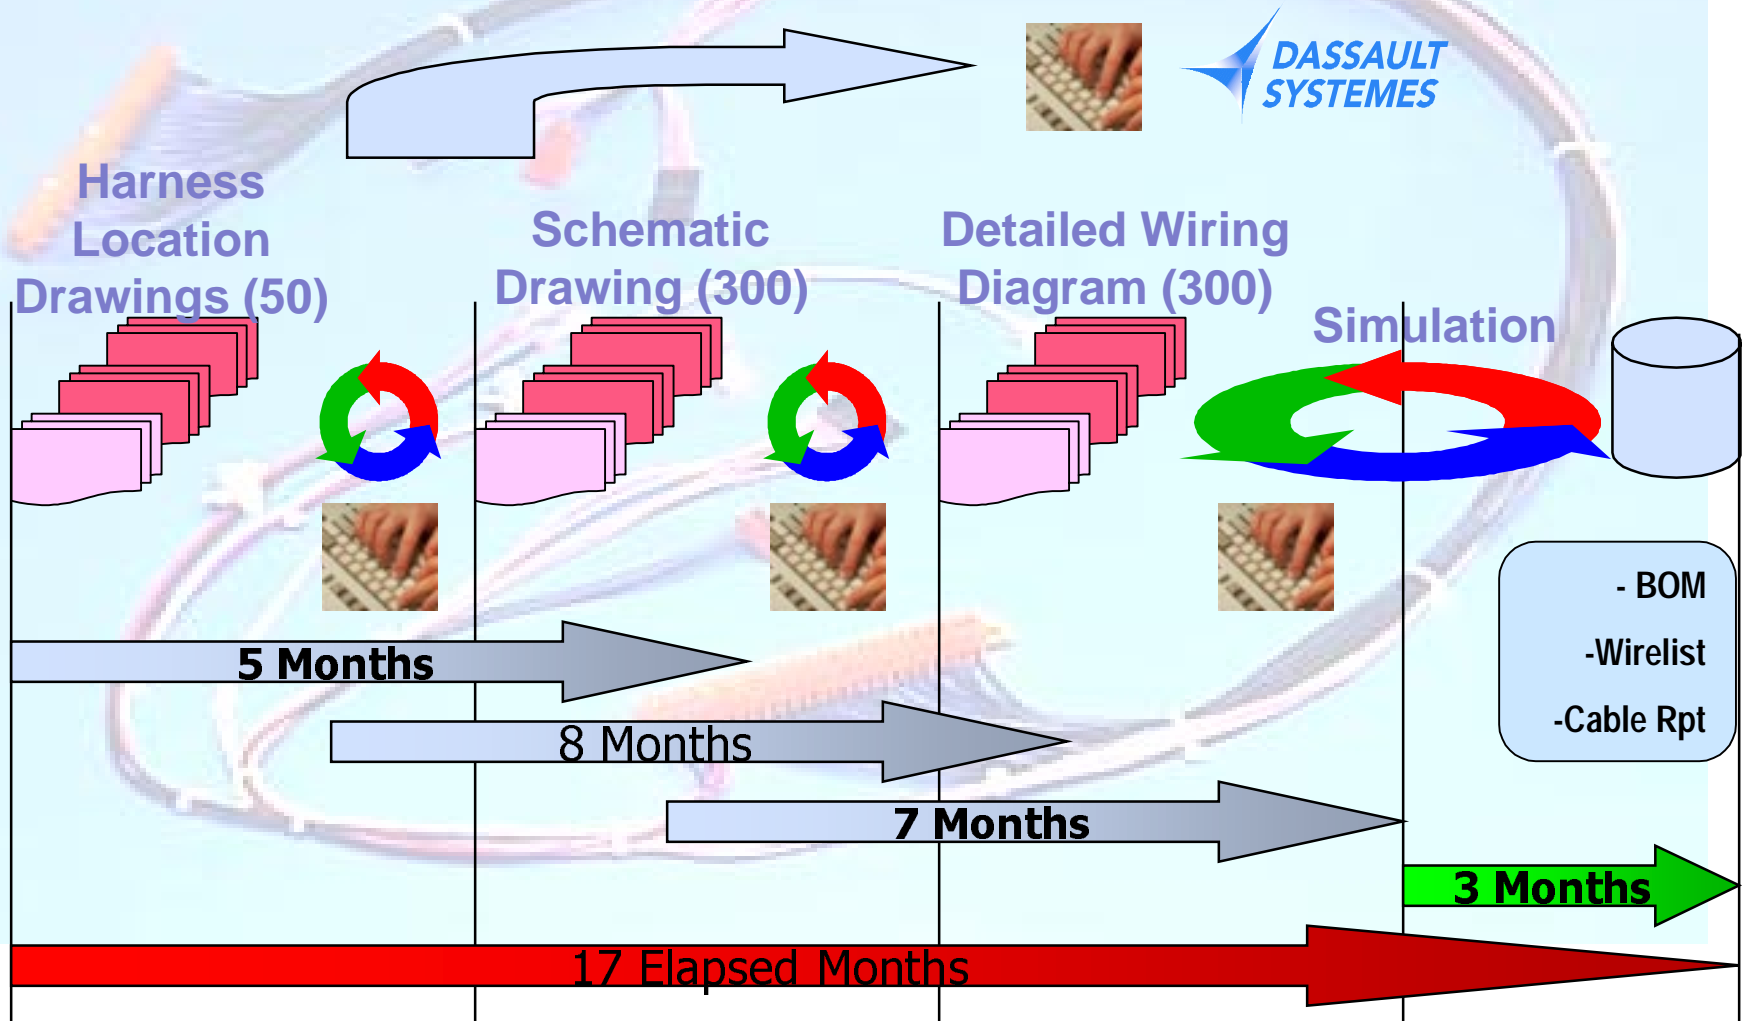 DASSAULT
SYSTEMES
Harness
Location
Drawings (50)
Schematic
Drawing (300)
Detailed Wiring
Diagram (300)
Simulation
- BOM
-Wirelist
-Cable Rpt
5 Months
8 Months
7 Months
3 Months
17 Elapsed Months